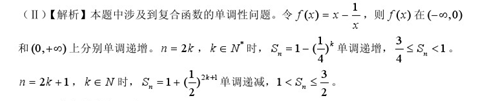 （Ⅱ）【解析】本题中涉及到复合函数的单调性问题。令 $f(x)=x-\frac{1}{x}$，则 $f(x)$ 在 $(-\infty,0)$
和 $(0,+\infty)$ 上分别单调递增。$n=2k$，$k\in N^*$ 时，$S_n=1-(\frac{1}{4})^k$ 单调递增，$\frac{3}{4}\le S_n<1$。
$n=2k+1$，$k\in N$ 时，$S_n=1+(\frac{1}{2})^{2k+1}$ 单调递减，$1<S_n\le\frac{3}{2}$。